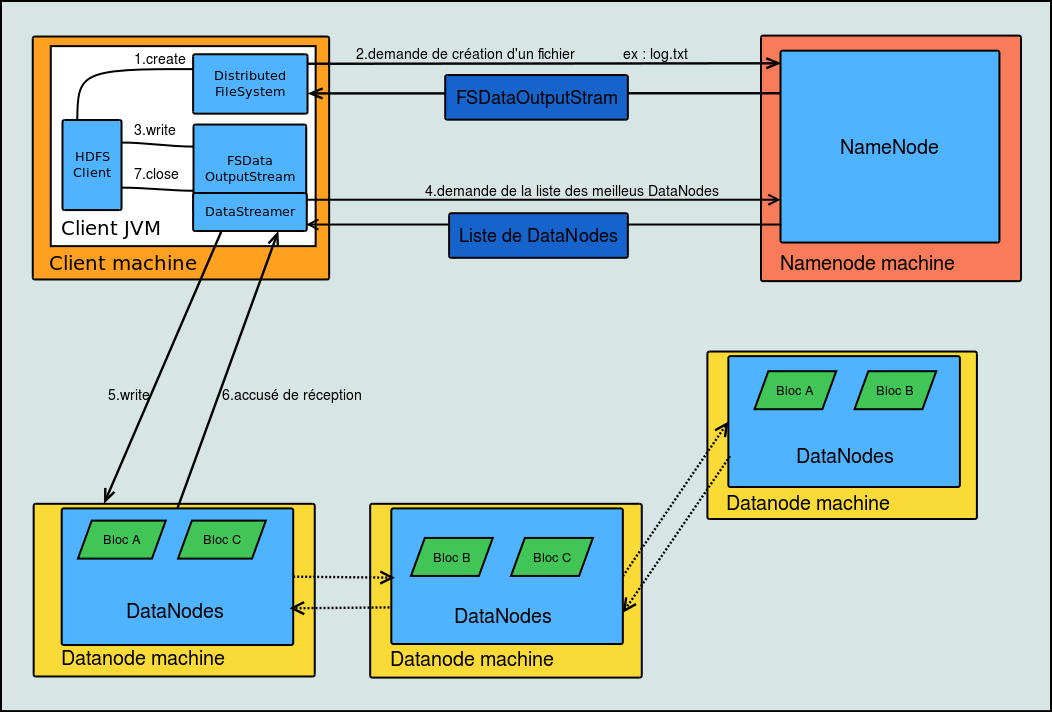 1.create
Distributed
FileSystem
2.demande de création d'un fichier
ex : log.txt
FSDataOutputStram
NameNode
HDFS
Client
3.write
7.close
FSData
OutputStream
DataStreamer
4.demande de la liste des meilleus DataNodes
Liste de DataNodes
Client JVM
Client machine
Namenode machine
5.write
6.accusé de réception
Bloc A
Bloc B
DataNodes
Datanode machine
Bloc A
Bloc C
DataNodes
Datanode machine
Bloc B
Bloc C
DataNodes
Datanode machine